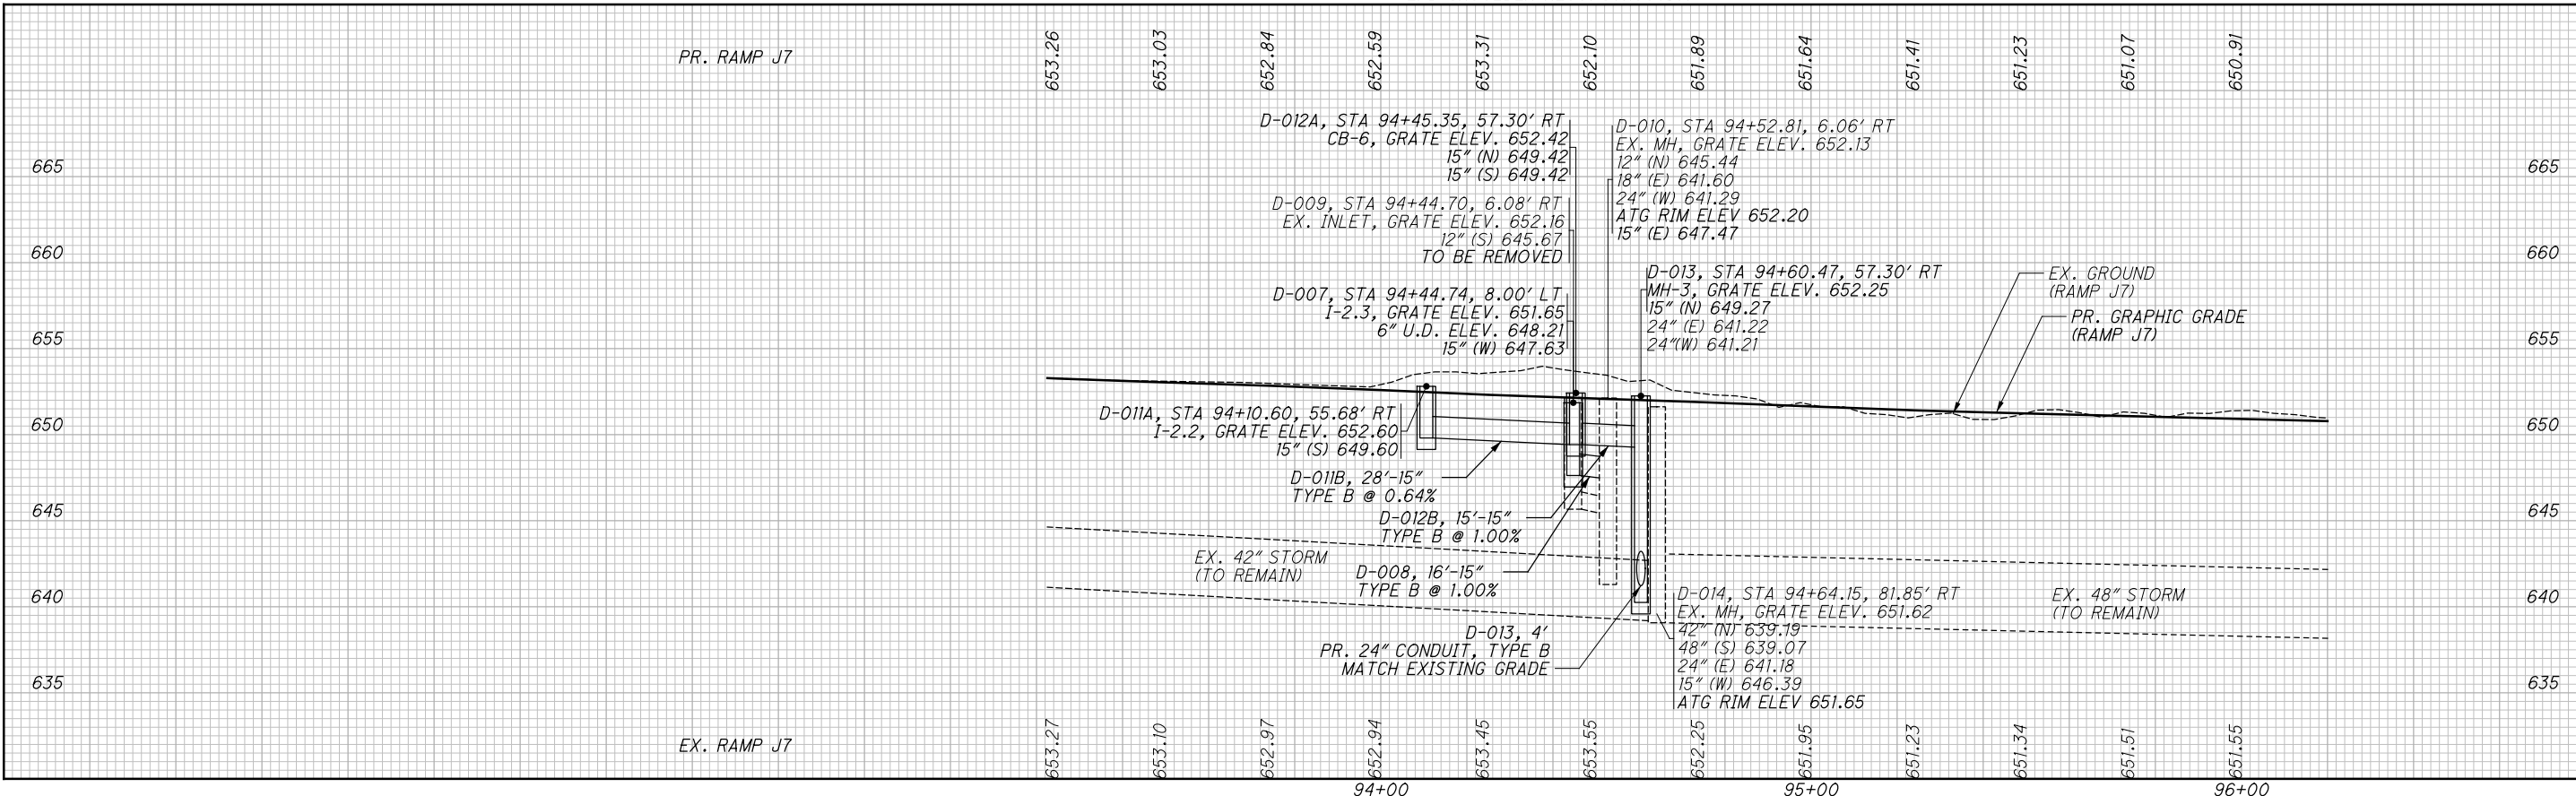 PR. RAMP J7
653.26
653.03
652.84
652.59
653.31
652.10
651.89
651.64
651.41
651.23
651.07
650.91
D-012A, STA 94+45.35, 57.30' RT
CB-6, GRATE ELEV. 652.42
15" (N) 649.42
15" (S) 649.42
D-010, STA 94+52.81, 6.06' RT
EX. MH, GRATE ELEV. 652.13
12" (N) 645.44
18" (E) 641.60
24" (W) 641.29
ATG RIM ELEV 652.20
15" (E) 647.47
D-009, STA 94+44.70, 6.08' RT
EX. INLET, GRATE ELEV. 652.16
12" (S) 645.67
TO BE REMOVED
D-007, STA 94+44.74, 8.00' LT
I-2.3, GRATE ELEV. 651.65
6" U.D. ELEV. 648.21
15" (W) 647.63
D-013, STA 94+60.47, 57.30' RT
MH-3, GRATE ELEV. 652.25
15" (N) 649.27
24" (E) 641.22
24"(W) 641.21
EX. GROUND
(RAMP J7)
PR. GRAPHIC GRADE
(RAMP J7)
665
660
655
650
645
640
635
665
660
655
650
645
640
635
D-011A, STA 94+10.60, 55.68' RT
I-2.2, GRATE ELEV. 652.60
15" (S) 649.60
D-011B, 28'-15"
TYPE B @ 0.64%
D-012B, 15'-15"
TYPE B @ 1.00%
EX. 42" STORM
(TO REMAIN)
D-008, 16'-15"
TYPE B @ 1.00%
D-013, 4'
PR. 24" CONDUIT, TYPE B
MATCH EXISTING GRADE
D-014, STA 94+64.15, 81.85' RT
EX. MH, GRATE ELEV. 651.62
42" (N) 639.19
48" (S) 639.07
24" (E) 641.18
15" (W) 646.39
ATG RIM ELEV 651.65
EX. 48" STORM
(TO REMAIN)
EX. RAMP J7
653.27
653.10
652.97
652.94
653.45
653.55
652.25
651.95
651.23
651.34
651.51
651.55
94+00
95+00
96+00